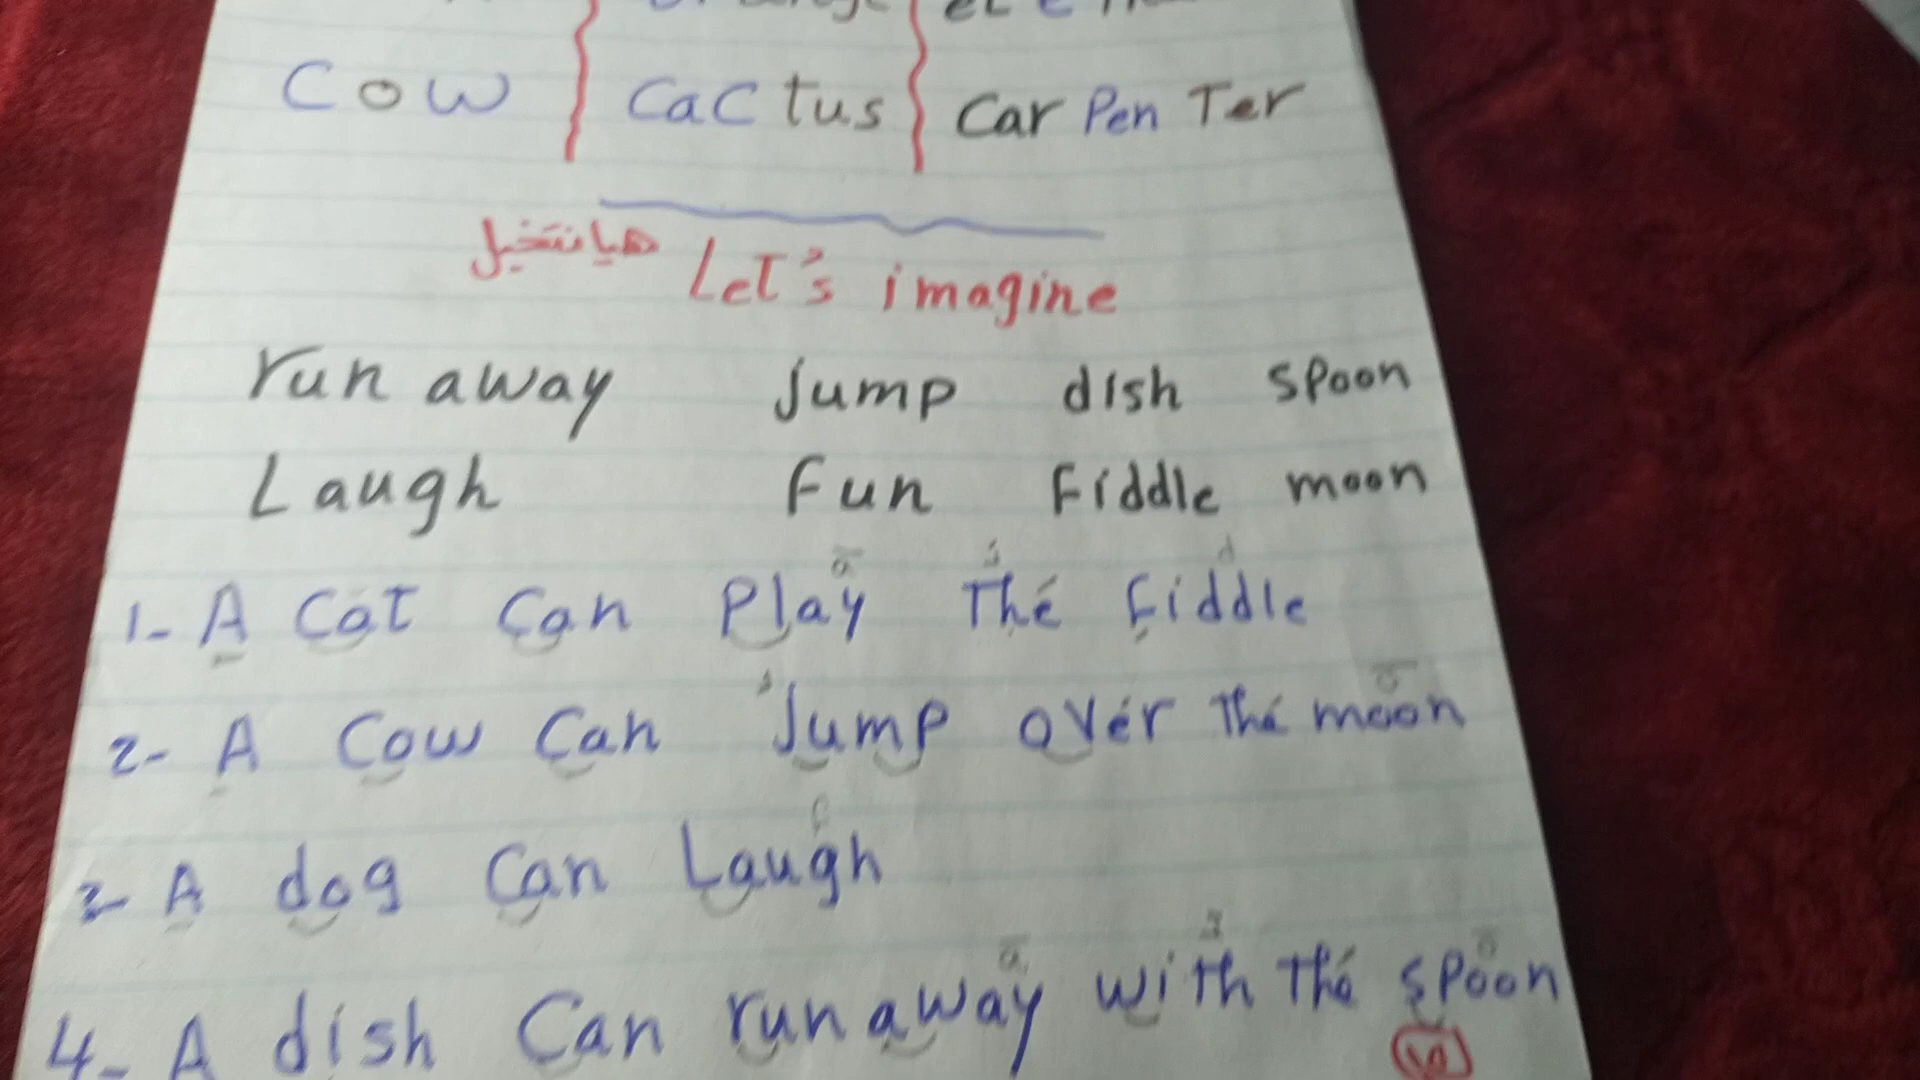 cow cactus carPenTer
هيا نتخيل LeT's imagine
run away Jump dish spoon
Laugh Fun Fiddle moon
1- A CaT Can Play The Fiddle
2- A Cow Can Jump over The moon
3- A dog Can Laugh
4- A dish Can run away with The spoon